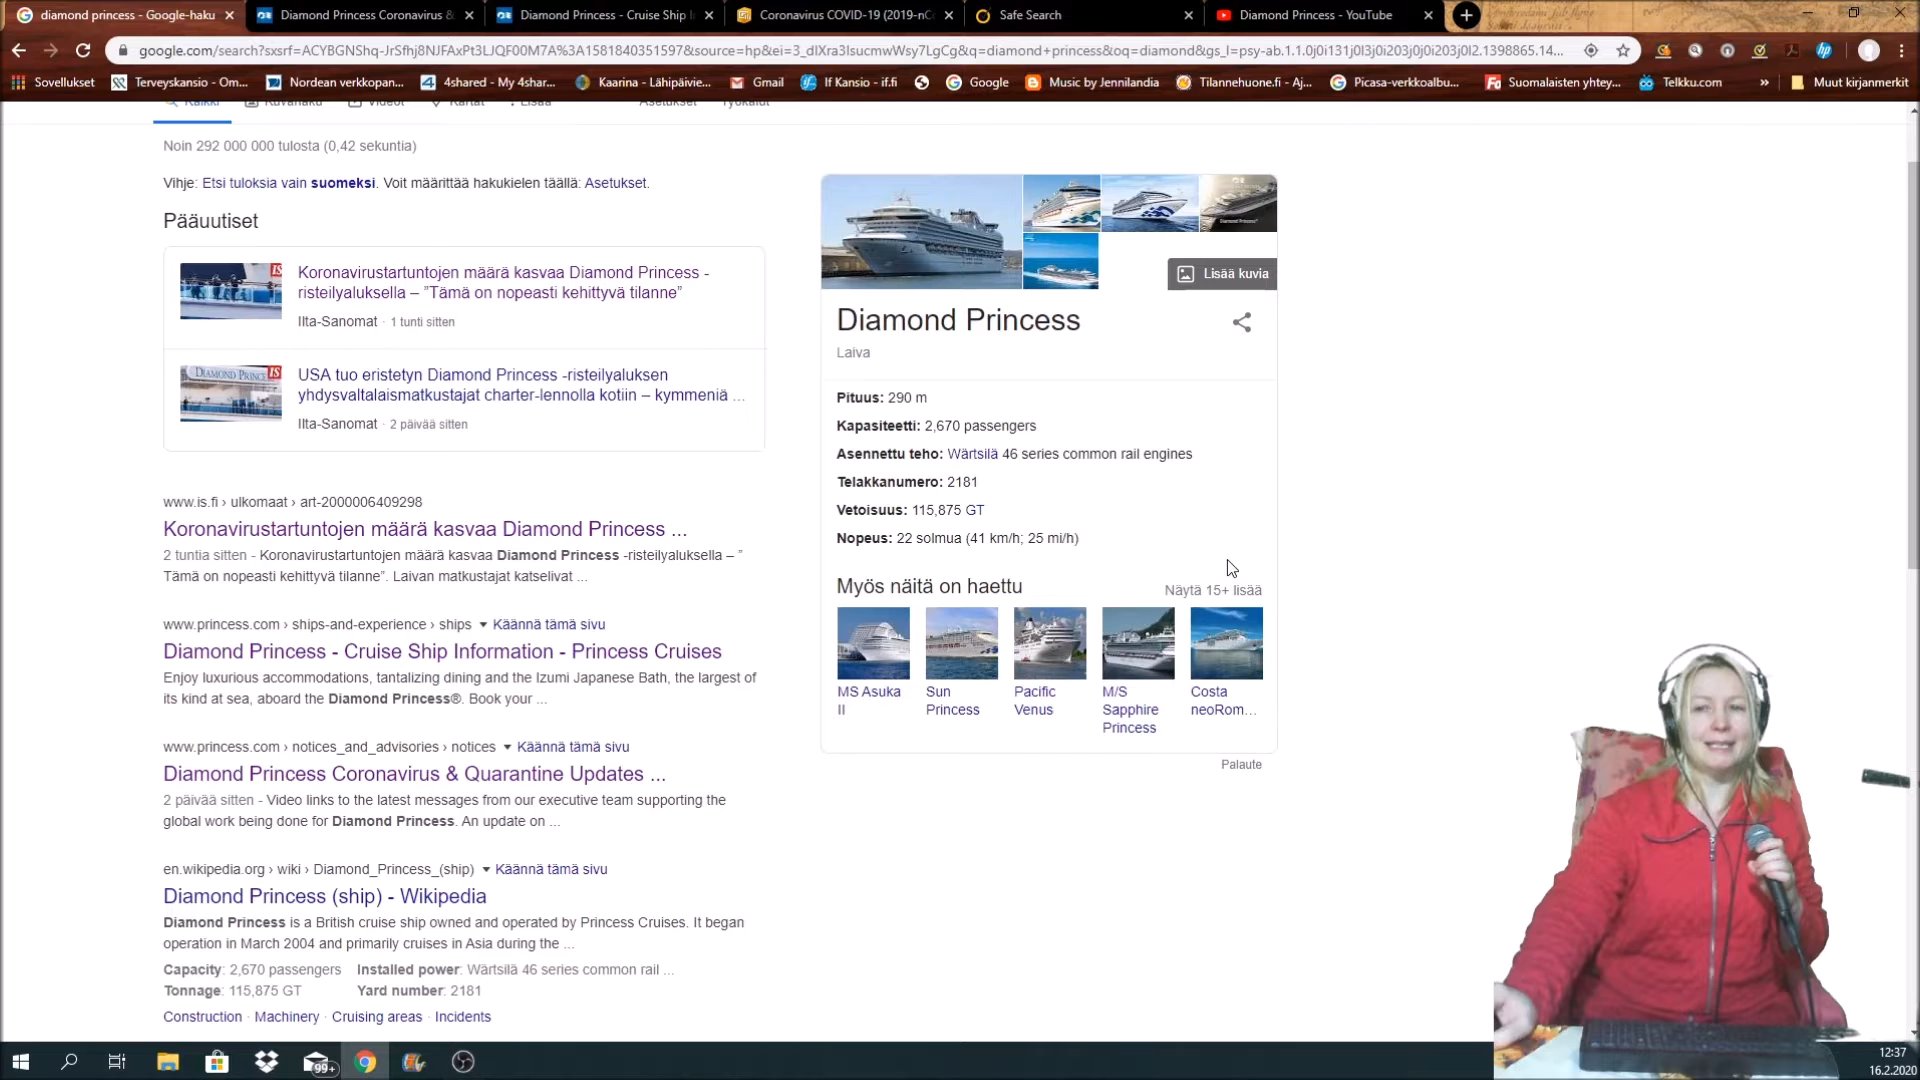 diamond princess - Google-haku
Diamond Princess Coronavirus &
Diamond Princess - Cruise Ship I
Coronavirus COVID-19 (2019-nC
Safe Search
Diamond Princess - YouTube
google.com/search?sxsrf=ACYBGNShq-JrSfhj8NJFAxPt3LJQF00M7A%3A1581840351597&source=hp&ei=3_dIXra3IsucmwWsy7LgCg&q=diamond+princess&oq=diamond&gs_l=psy-ab.1.1.0j0i131j0l3j0i203j0j0i203j0l2.1398865.14...
Sovellukset
Terveyskansio - Om...
Nordean verkkopan...
4shared - My 4shar...
Kaarina - Lähipäivie...
Gmail
If Kansio - if.fi
Google
Music by Jennilandia
Tilannehuone.fi - Aj...
Picasa-verkkoalbu...
Suomalaisten yhtey...
Telkku.com
»
Muut kirjanmerkit
Kaikki Kuvahaku Videot Kartat Lisää Asetukset Työkalut
Noin 292 000 000 tulosta (0,42 sekuntia)
Vihje: Etsi tuloksia vain suomeksi. Voit määrittää hakukielen täällä: Asetukset.
Pääuutiset
Koronavirustartuntojen määrä kasvaa Diamond Princess -
risteilyaluksella – ”Tämä on nopeasti kehittyvä tilanne”
Ilta-Sanomat · 1 tunti sitten
USA tuo eristetyn Diamond Princess -risteilyaluksen
yhdysvaltalaismatkustajat charter-lennolla kotiin – kymmeniä ...
Ilta-Sanomat · 2 päivää sitten
IS
IS
DIAMOND PRINCE
www.is.fi › ulkomaat › art-2000006409298
Koronavirustartuntojen määrä kasvaa Diamond Princess ...
2 tuntia sitten - Koronavirustartuntojen määrä kasvaa Diamond Princess -risteilyaluksella – ”
Tämä on nopeasti kehittyvä tilanne”. Laivan matkustajat katselivat ...
www.princess.com › ships-and-experience › ships ▼ Käännä tämä sivu
Diamond Princess - Cruise Ship Information - Princess Cruises
Enjoy luxurious accommodations, tantalizing dining and the Izumi Japanese Bath, the largest of
its kind at sea, aboard the Diamond Princess®. Book your ...
www.princess.com › notices_and_advisories › notices ▼ Käännä tämä sivu
Diamond Princess Coronavirus & Quarantine Updates ...
2 päivää sitten - Video links to the latest messages from our executive team supporting the
global work being done for Diamond Princess. An update on ...
en.wikipedia.org › wiki › Diamond_Princess_(ship) ▼ Käännä tämä sivu
Diamond Princess (ship) - Wikipedia
Diamond Princess is a British cruise ship owned and operated by Princess Cruises. It began
operation in March 2004 and primarily cruises in Asia during the ...
Capacity: 2,670 passengers Installed power: Wärtsilä 46 series common rail ...
Tonnage: 115,875 GT Yard number: 2181
Construction · Machinery · Cruising areas · Incidents
Lisää kuvia
Diamond Princess
Laiva
Pituus: 290 m
Kapasiteetti: 2,670 passengers
Asennettu teho: Wärtsilä 46 series common rail engines
Telakkanumero: 2181
Vetoisuus: 115,875 GT
Nopeus: 22 solmua (41 km/h; 25 mi/h)
Myös näitä on haettu
Näytä 15+ lisää
MS Asuka
II
Sun
Princess
Pacific
Venus
M/S
Sapphire
Princess
Costa
neoRom...
Palaute
99+
12:37
16.2.2020